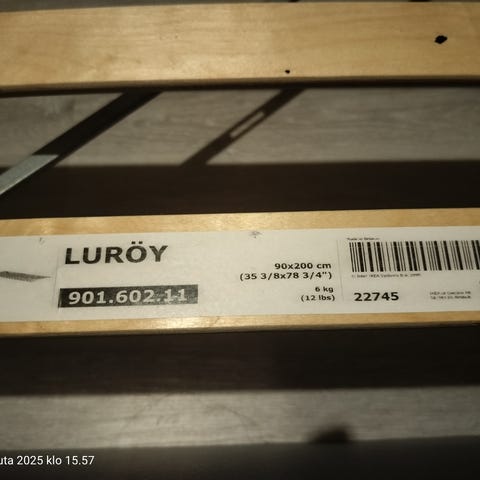 LURÖY
901.602.11
90x200 cm
(35 3/8x78 3/4")
6 kg
(12 lbs)
22745
uta 2025 klo 15.57